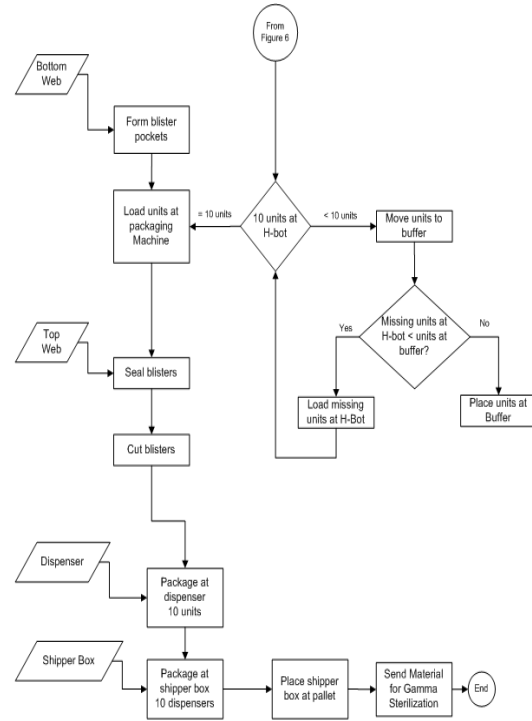 From
Figure 6
Bottom
Web
Form blister
pockets
10 units at
H-bot
= 10 units
< 10 units
Load units at
packaging
Machine
Move units to
buffer
Missing units at
H-bot < units at
buffer?
Yes
No
Top
Web
Seal blisters
Load missing
units at H-Bot
Place units at
Buffer
Cut blisters
Dispenser
Package at
dispenser
10 units
Shipper Box
Package at
shipper box
10 dispensers
Place shipper
box at pallet
Send Material
for Gamma
Sterilization
End